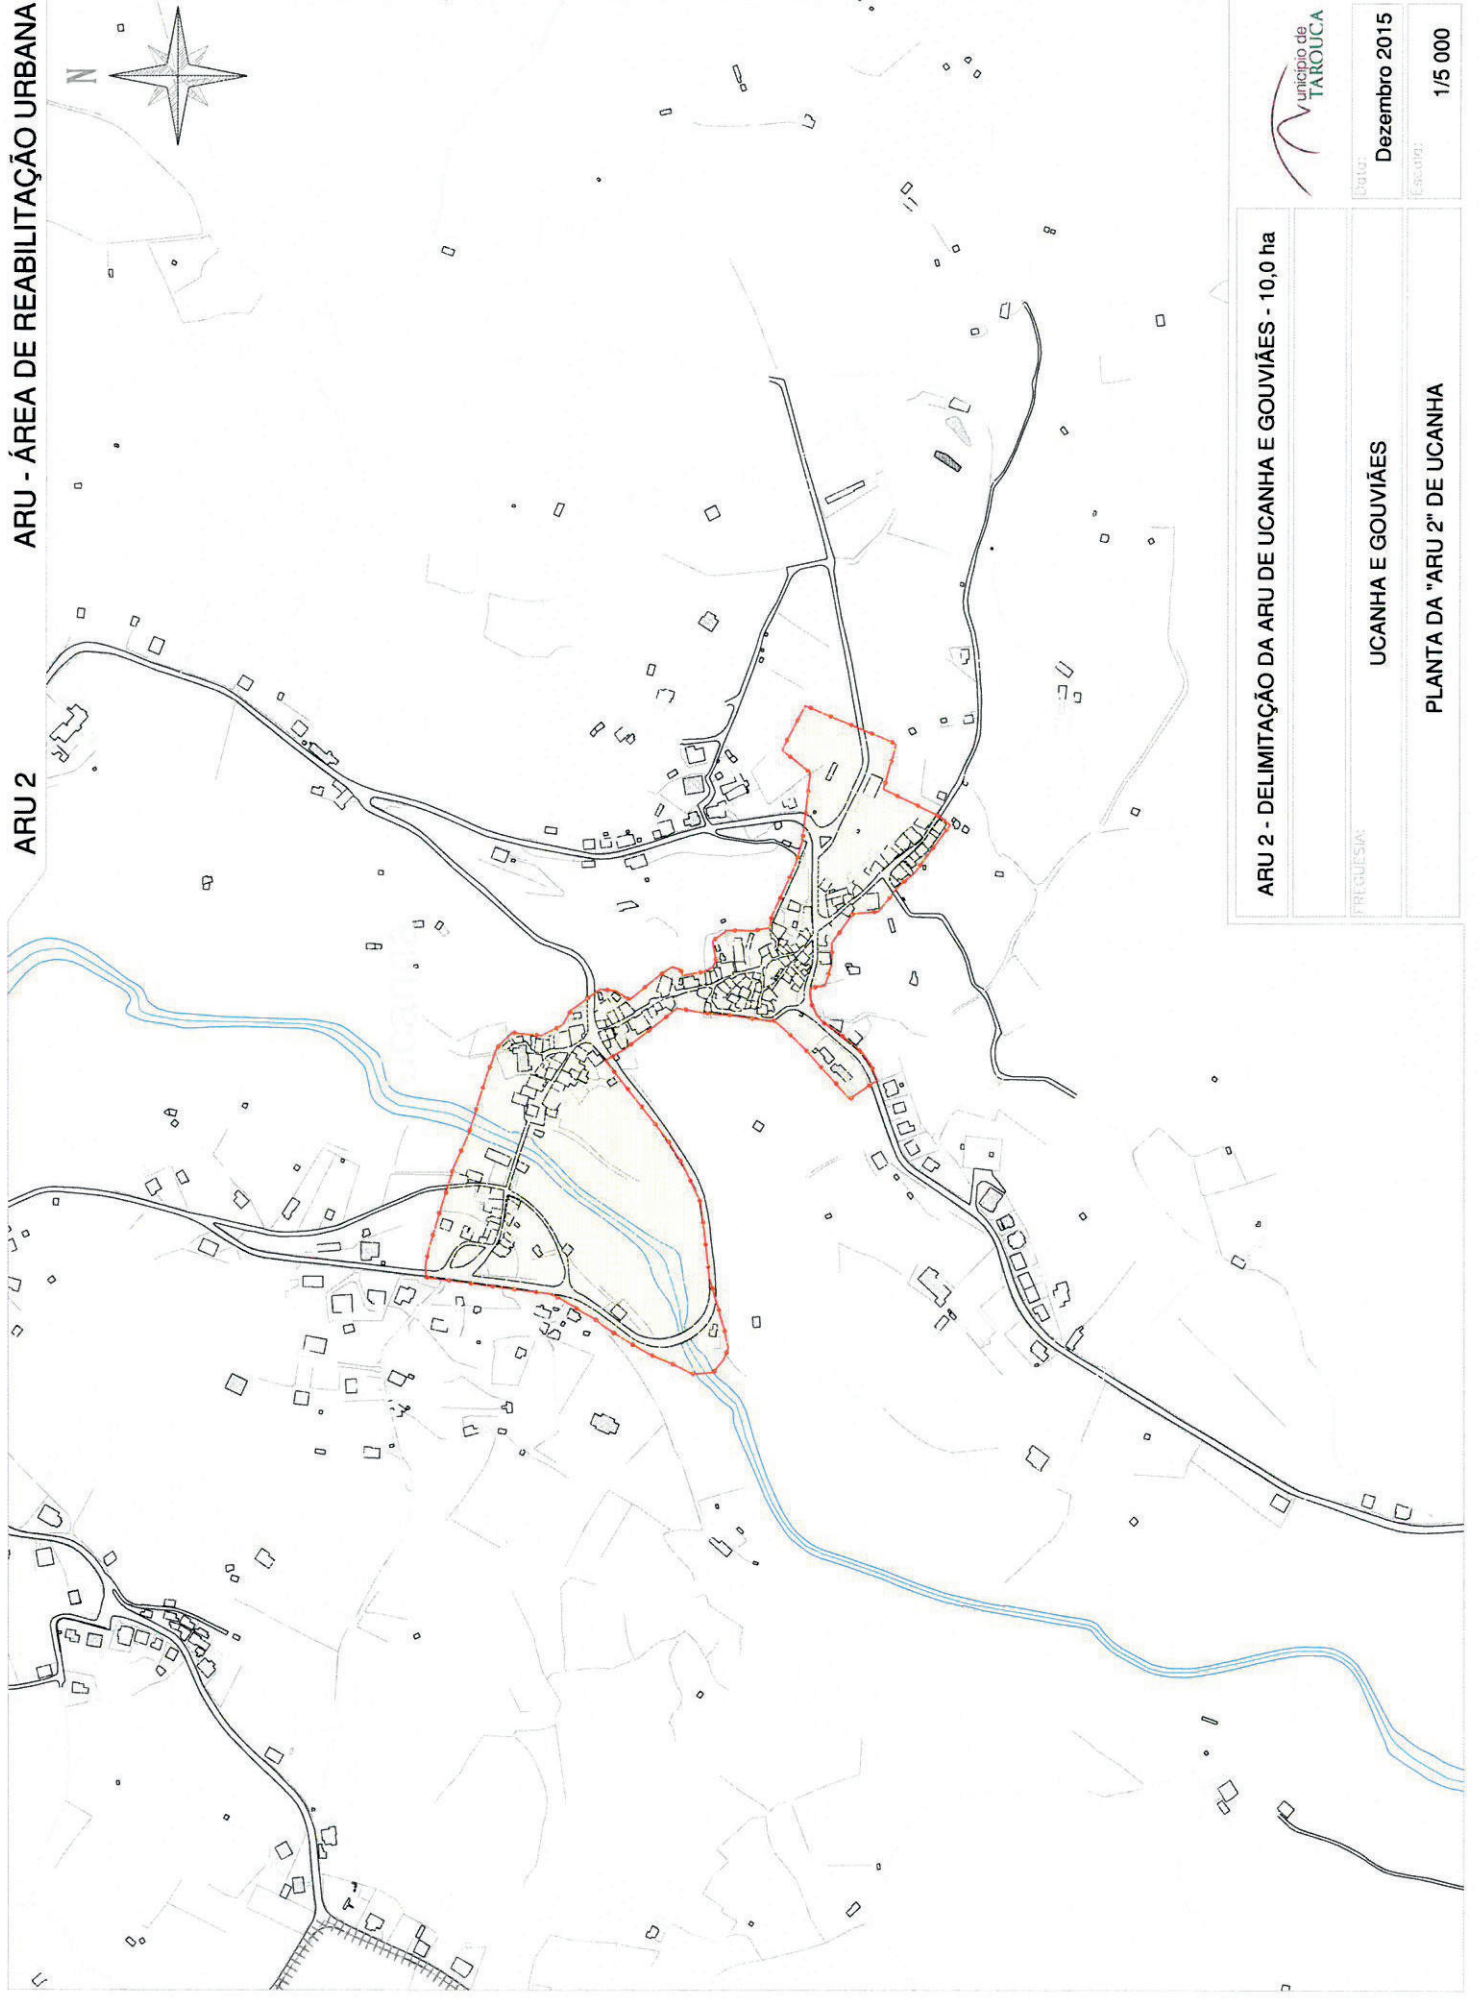 ARU 2
ARU - ÁREA DE REABILITAÇÃO URBANA
N
ARU 2 - DELIMITAÇÃO DA ARU DE UCANHA E GOUVIÃES - 10,0 ha
FREGUESIA:
UCANHA E GOUVIÃES
PLANTA DA "ARU 2" DE UCANHA
Município de
TAROUCA
Data:
Dezembro 2015
Escala:
1/5 000